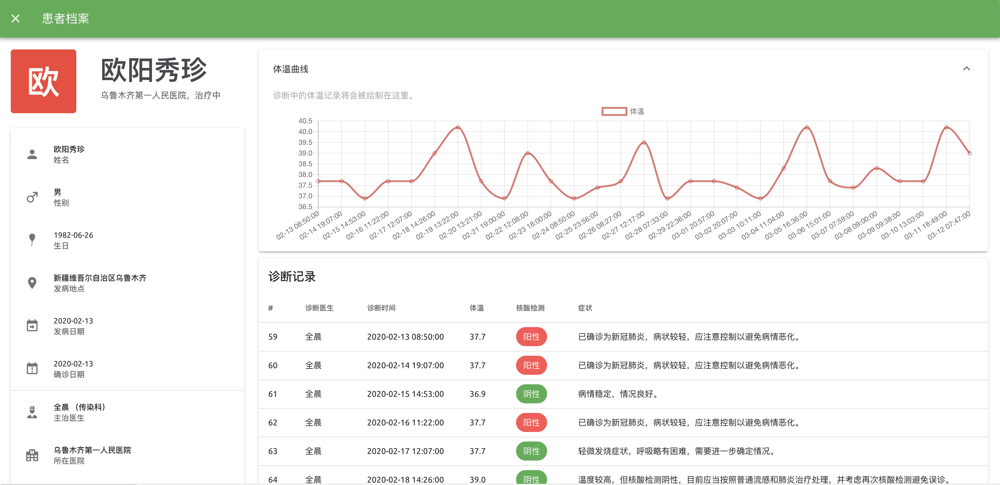 患者档案
欧
欧阳秀珍
乌鲁木齐第一人民医院，治疗中
欧阳秀珍
姓名
男
性别
1982-06-26
生日
新疆维吾尔自治区乌鲁木齐
发病地点
2020-02-13
发病日期
2020-02-13
确诊日期
全晨 （传染科）
主治医生
乌鲁木齐第一人民医院
所在医院
体温曲线
诊断中的体温记录将会被绘制在这里。
体温
40.5
40.0
39.5
39.0
38.5
38.0
37.5
37.0
36.5
02-13 08:50:00
02-14 19:07:00
02-15 14:53:00
02-16 11:22:00
02-17 12:07:00
02-18 14:26:00
02-19 13:22:00
02-20 13:21:00
02-21 19:00:00
02-22 12:08:00
02-23 18:00:00
02-24 08:50:00
02-25 23:56:00
02-26 08:27:00
02-27 12:17:00
02-28 07:33:00
02-29 22:36:00
03-01 20:57:00
03-02 20:07:00
03-03 10:11:00
03-04 11:04:00
03-05 16:36:00
03-06 15:01:00
03-07 07:59:00
03-08 09:00:00
03-09 09:38:00
03-10 13:03:00
03-11 18:49:00
03-12 07:47:00
诊断记录
# 诊断医生 诊断时间 体温 核酸检测 症状
59 全晨 2020-02-13 08:50:00 37.7 阳性 已确诊为新冠肺炎，病状较轻，应注意控制以避免病情恶化。
60 全晨 2020-02-14 19:07:00 37.7 阳性 已确诊为新冠肺炎，病状较轻，应注意控制以避免病情恶化。
61 全晨 2020-02-15 14:53:00 36.9 阴性 病情稳定，情况良好。
62 全晨 2020-02-16 11:22:00 37.7 阳性 已确诊为新冠肺炎，病状较轻，应注意控制以避免病情恶化。
63 全晨 2020-02-17 12:07:00 37.7 阴性 轻微发烧症状，呼吸略有困难，需要进一步确定情况。
64 全晨 2020-02-18 14:26:00 39.0 阴性 温度较高，但核酸检测阴性，目前应当按照普通流感和肺炎治疗处理，并考虑再次核酸检测避免误诊。